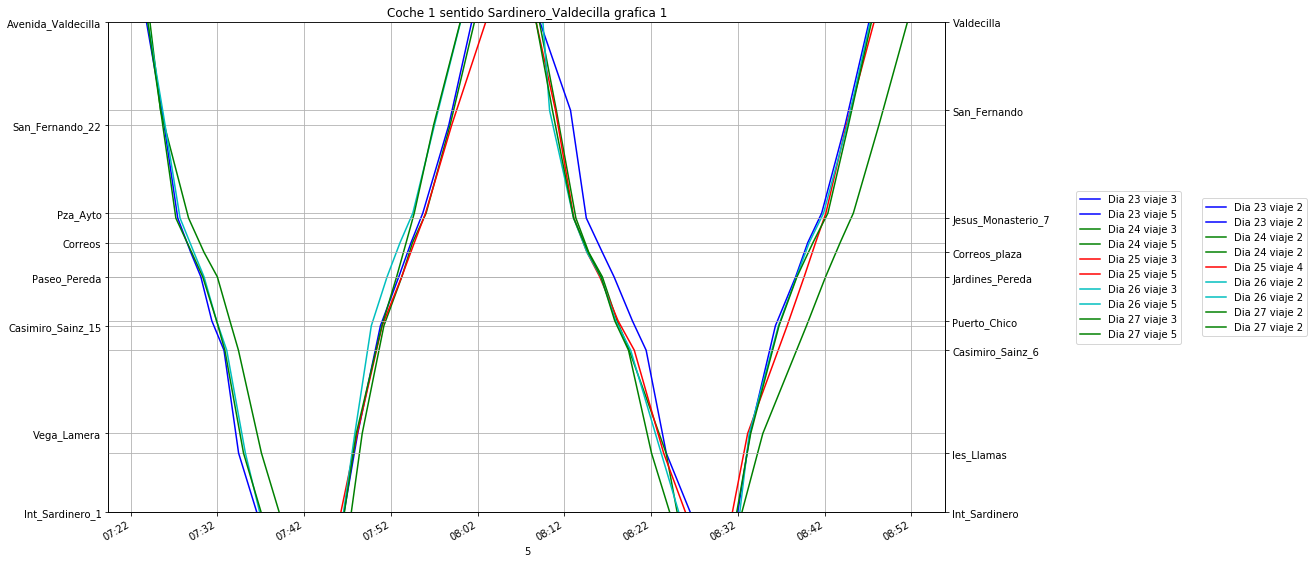 Coche 1 sentido Sardinero_Valdecilla grafica 1
Avenida_Valdecilla
San_Fernando_22
Pza_Ayto
Correos
Paseo_Pereda
Casimiro_Sainz_15
Vega_Lamera
Int_Sardinero_1
Valdecilla
San_Fernando
Jesus_Monasterio_7
Correos_plaza
Jardines_Pereda
Puerto_Chico
Casimiro_Sainz_6
Ies_Llamas
Int_Sardinero
07:22
07:32
07:42
07:52
08:02
08:12
08:22
08:32
08:42
08:52
5
Dia 23 viaje 3
Dia 23 viaje 5
Dia 24 viaje 3
Dia 24 viaje 5
Dia 25 viaje 3
Dia 25 viaje 5
Dia 26 viaje 3
Dia 26 viaje 5
Dia 27 viaje 3
Dia 27 viaje 5
Dia 23 viaje 2
Dia 23 viaje 2
Dia 24 viaje 2
Dia 24 viaje 2
Dia 25 viaje 4
Dia 26 viaje 2
Dia 26 viaje 2
Dia 27 viaje 2
Dia 27 viaje 2